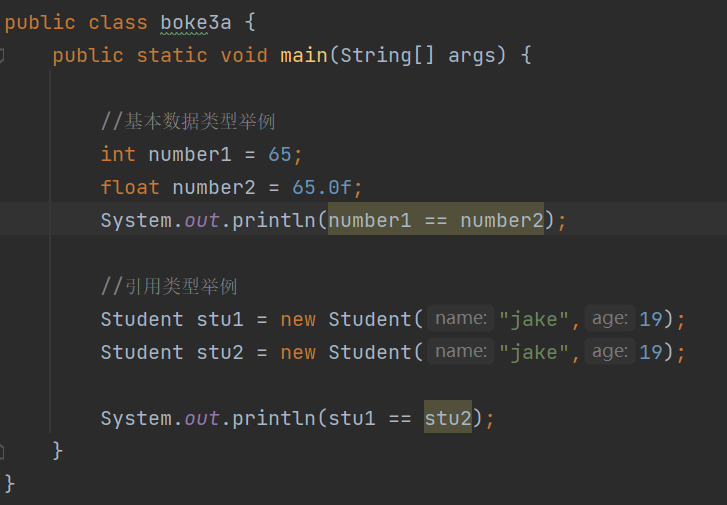 public class boke3a {
public static void main(String[] args) {
//基本数据类型举例
int number1 = 65;
float number2 = 65.0f;
System.out.println(number1 == number2);
//引用类型举例
Student stu1 = new Student( name: "jake", age: 19);
Student stu2 = new Student( name: "jake", age: 19);
System.out.println(stu1 == stu2);
}
}